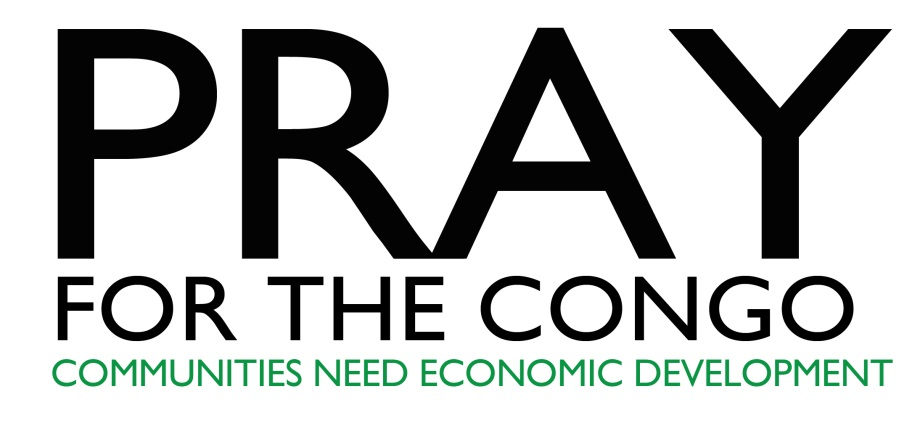 PRAY
FOR THE CONGO
COMMUNITIES NEED ECONOMIC DEVELOPMENT